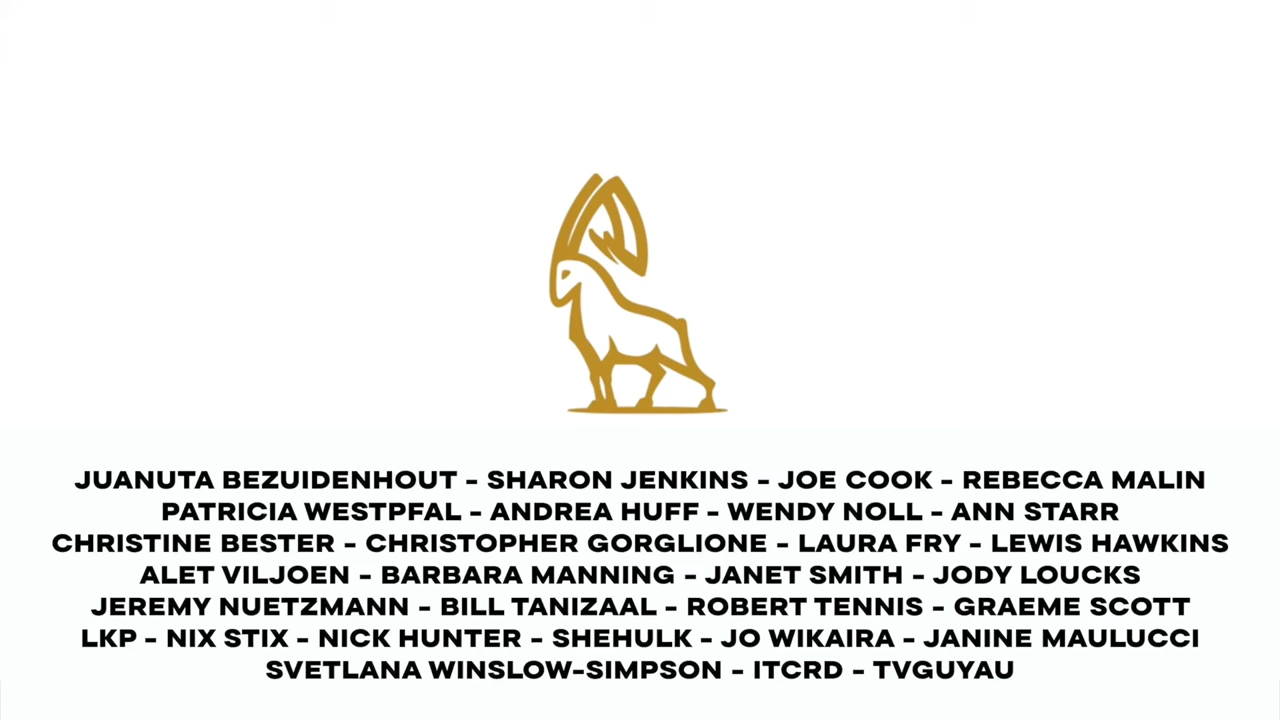 JUANUTA BEZUIDENHOUT - SHARON JENKINS - JOE COOK - REBECCA MALIN
PATRICIA WESTPFAL - ANDREA HUFF - WENDY NOLL - ANN STARR
CHRISTINE BESTER - CHRISTOPHER GORGLIONE - LAURA FRY - LEWIS HAWKINS
ALET VILJOEN - BARBARA MANNING - JANET SMITH - JODY LOUCKS
JEREMY NUETZMANN - BILL TANIZAAL - ROBERT TENNIS - GRAEME SCOTT
LKP - NIX STIX - NICK HUNTER - SHEHULK - JO WIKAIRA - JANINE MAULUCCI
SVETLANA WINSLOW-SIMPSON - ITCRD - TVGUYAU